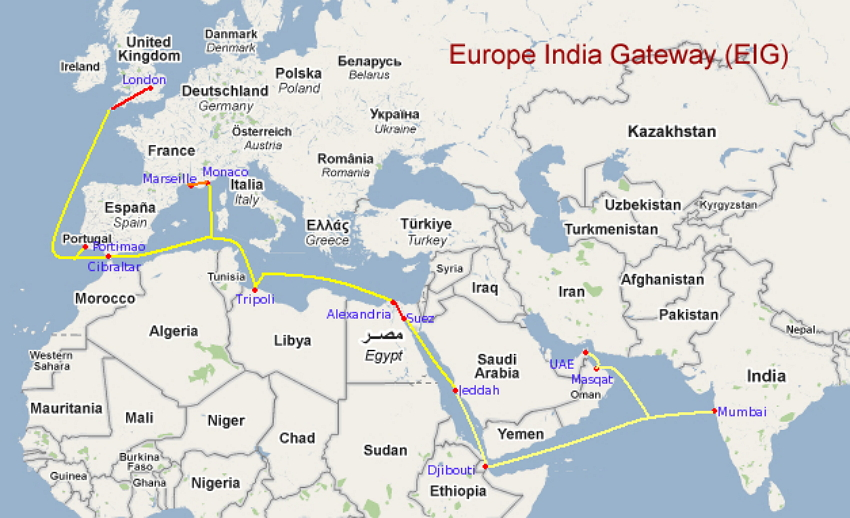 Europe India Gateway (EIG)
United
Kingdom
Ireland
London
Danmark
Denmark
Deutschland
Germany
Polska
Poland
Беларусь
Belarus
Україна
Ukraine
Österreich
Austria
France
România
Romania
Kazakhstan
Marseille
Monaco
Italia
Italy
España
Spain
Portugal
Portimao
Cibraltar
Ελλάς
Greece
Türkiye
Turkey
Uzbekistan
Kyrgyzstan
Turkmenistan
Syria
Iraq
Iran
Afghanistan
Pakistan
Nepal
India
Morocco
Tunisia
Tripoli
Algeria
Libya
Alexandria
Suez
مصر
Egypt
Western
Sahara
Saudi
Arabia
UAE
Masqat
Oman
Jeddah
Mumbai
Mauritania
Mali
Niger
Chad
Sudan
Yemen
Djibouti
Ethiopia
Burkina
Faso
Guinea
Ghana
Nigeria